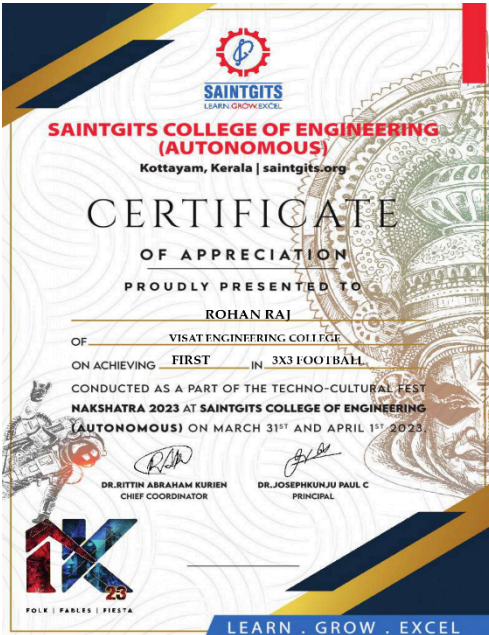 SAINTGITS
LEARN.GROW.EXCEL
SAINTGITS COLLEGE OF ENGINEERING
(AUTONOMOUS)
Kottayam, Kerala | saintgits.org
CERTIFICATE
OF APPRECIATION
PROUDLY PRESENTED TO
ROHAN RAJ
OF VISAT ENGINEERING COLLEGE
ON ACHIEVING FIRST IN 3X3 FOOTBALL
CONDUCTED AS A PART OF THE TECHNO-CULTURAL FEST
NAKSHATRA 2023 AT SAINTGITS COLLEGE OF ENGINEERING
(AUTONOMOUS) ON MARCH 31ST AND APRIL 1ST 2023.
DR.RITTIN ABRAHAM KURIEN
CHIEF COORDINATOR
DR.JOSEPHKUNJU PAUL C
PRINCIPAL
23
FOLK | FABLES | FIESTA
LEARN . GROW . EXCEL